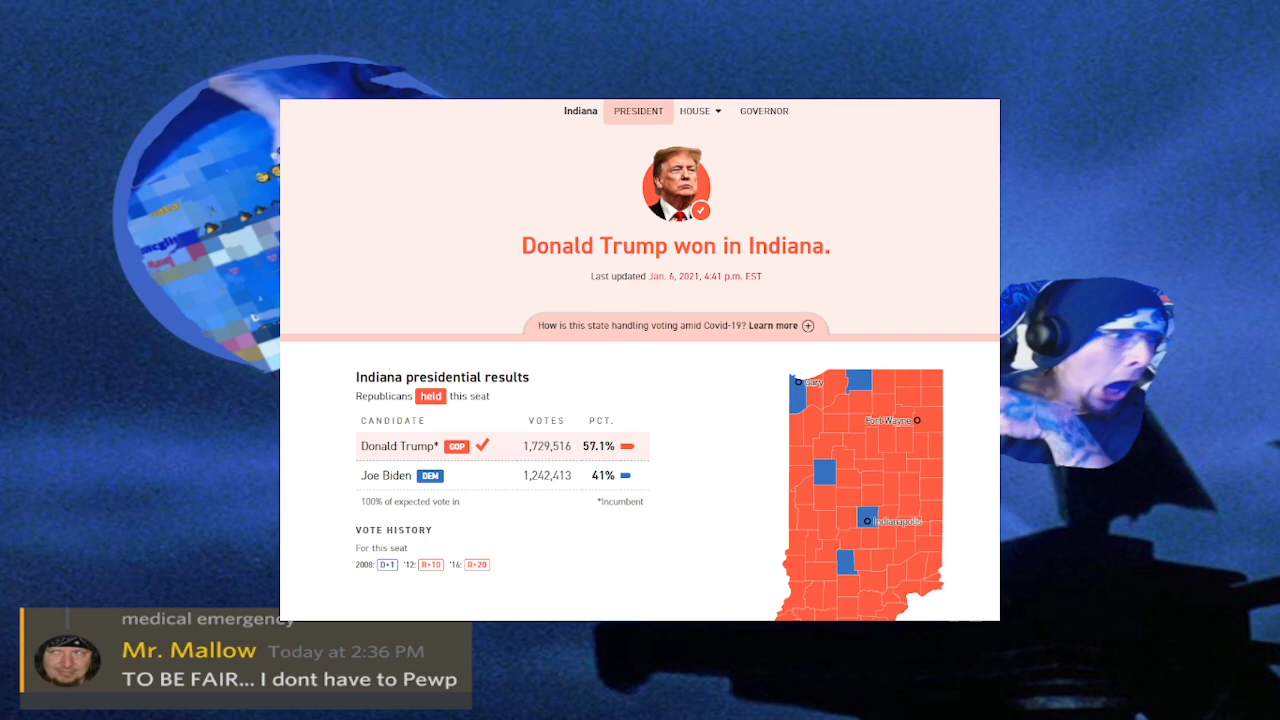 Indiana PRESIDENT HOUSE GOVERNOR
Donald Trump won in Indiana.
Last updated Jan. 6, 2021, 4:41 p.m. EST
How is this state handling voting amid Covid-19? Learn more
Indiana presidential results
Republicans held this seat
CANDIDATE VOTES PCT.
Donald Trump* GOP 1,729,516 57.1%
Joe Biden DEM 1,242,413 41%
100% of expected vote in *Incumbent
VOTE HISTORY
For this seat
2008: D+1 '12: R+10 '16: R+20
Gary
Fort Wayne
Indianapolis
medical emergency
Mr. Mallow Today at 2:36 PM
TO BE FAIR... I dont have to Pewp